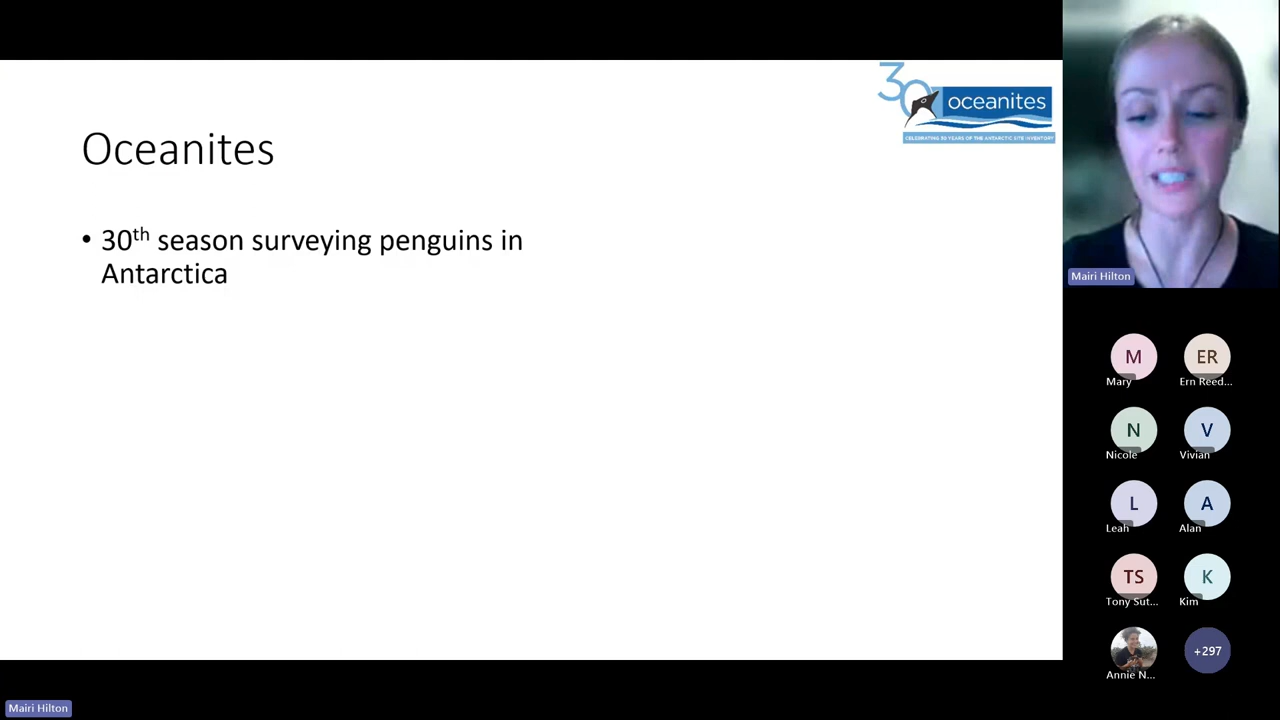 30
oceanites
CELEBRATING 30 YEARS OF THE ANTARCTIC SITE INVENTORY
Oceanites
• 30th season surveying penguins in
Antarctica
Mairi Hilton
M
ER
Mary
Ern Reed...
N
V
Nicole
Vivian
L
A
Leah
Alan
TS
K
Tony Sut...
Kim
+297
Annie N...
Mairi Hilton